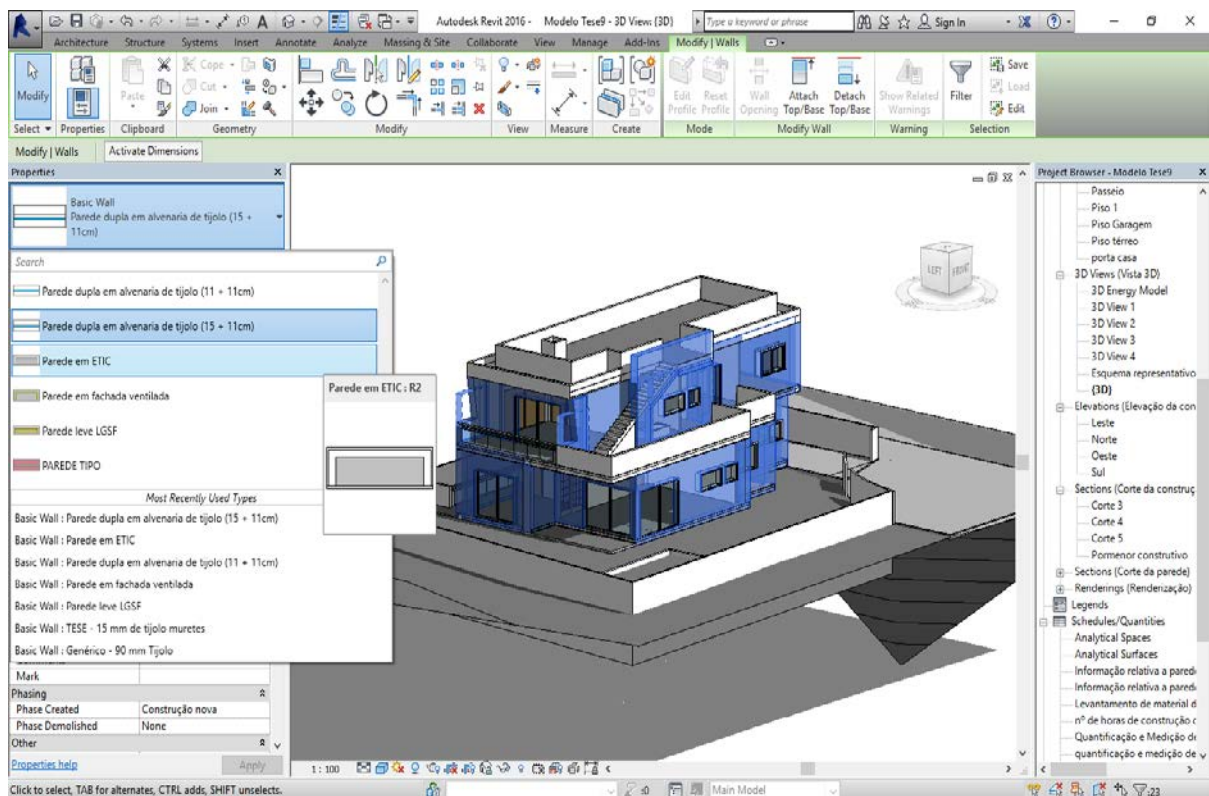 Autodesk Revit 2016 - Modelo Tese9 - 3D View: {3D}
Type a keyword or phrase
Sign In
Architecture Structure Systems Insert Annotate Analyze Massing & Site Collaborate View Manage Add-Ins Modify | Walls
Modify
Paste
Cope
Cut
Join
Edit Profile
Reset Profile
Wall Opening
Attach Top/Base
Detach Top/Base
Show Related Warnings
Filter
Save
Load
Edit
Select Properties Clipboard Geometry Modify View Measure Create Mode Modify Wall Warning Selection
Modify | Walls Activate Dimensions
Properties
Basic Wall
Parede dupla em alvenaria de tijolo (15 +
11cm)
Search
Parede dupla em alvenaria de tijolo (11 + 11cm)
Parede dupla em alvenaria de tijolo (15 + 11cm)
Parede em ETIC
Parede em fachada ventilada
Parede leve LGSF
PAREDE TIPO
Most Recently Used Types
Basic Wall : Parede dupla em alvenaria de tijolo (15 + 11cm)
Basic Wall : Parede em ETIC
Basic Wall : Parede dupla em alvenaria de tijolo (11 + 11cm)
Basic Wall : Parede em fachada ventilada
Basic Wall : Parede leve LGSF
Basic Wall : TESE - 15 mm de tijolo muretes
Basic Wall : Genérico - 90 mm Tijolo
Mark
Phasing
Phase Created Construção nova
Phase Demolished None
Other
Properties help Apply
Parede em ETIC : R2
LEFT FRONT
1 : 100
Project Browser - Modelo Tese9
Passeio
Piso 1
Piso Garagem
Piso térreo
porta casa
3D Views (Vista 3D)
3D Energy Model
3D View 1
3D View 2
3D View 3
3D View 4
Esquema representativo
{3D}
Elevations (Elevação da con
Leste
Norte
Oeste
Sul
Sections (Corte da construç
Corte 3
Corte 4
Corte 5
Pormenor construtivo
Sections (Corte da parede)
Renderings (Renderização)
Legends
Schedules/Quantities
Analytical Spaces
Analytical Surfaces
Informação relativa a pared
Informação relativa a pared
Levantamento de material d
nº de horas de construção
Quantificação e Medição de
quantificação e medição de
Click to select, TAB for alternates, CTRL adds, SHIFT unselects.
:0 Main Model :23